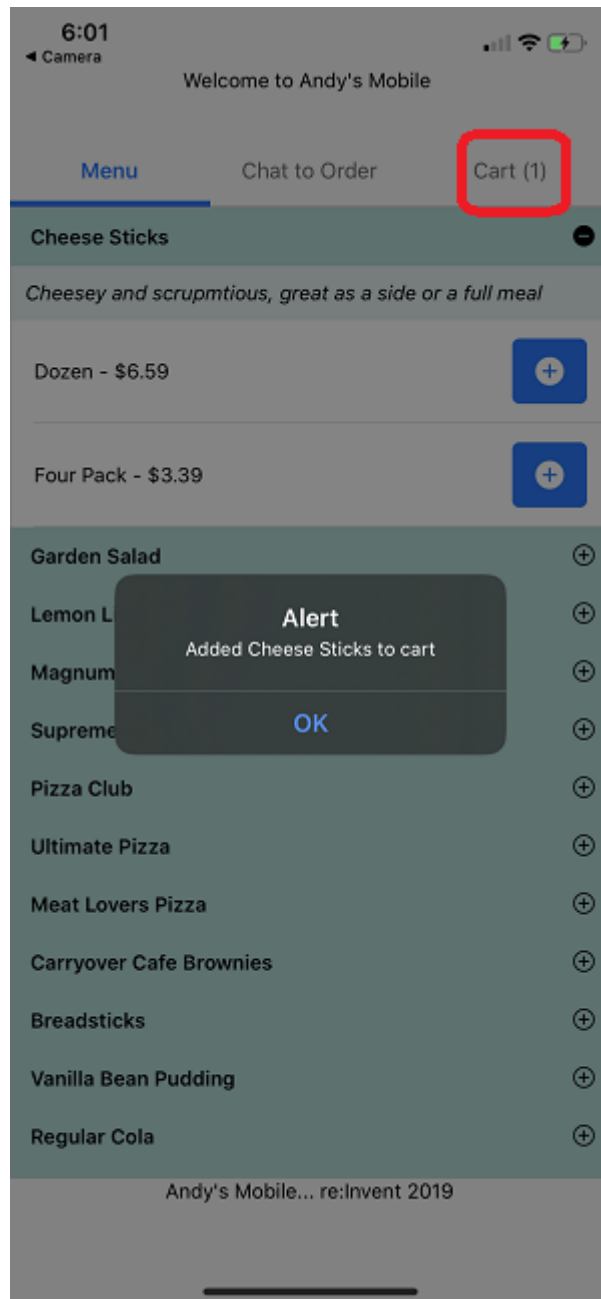 6:01
◀ Camera
Welcome to Andy's Mobile
Menu Chat to Order Cart (1)
Cheese Sticks
Cheesey and scrupmtious, great as a side or a full meal
Dozen - $6.59
Four Pack - $3.39
Garden Salad
Lemon L
Alert
Added Cheese Sticks to cart
Magnum
OK
Supreme
Pizza Club
Ultimate Pizza
Meat Lovers Pizza
Carryover Cafe Brownies
Breadsticks
Vanilla Bean Pudding
Regular Cola
Andy's Mobile... re:Invent 2019